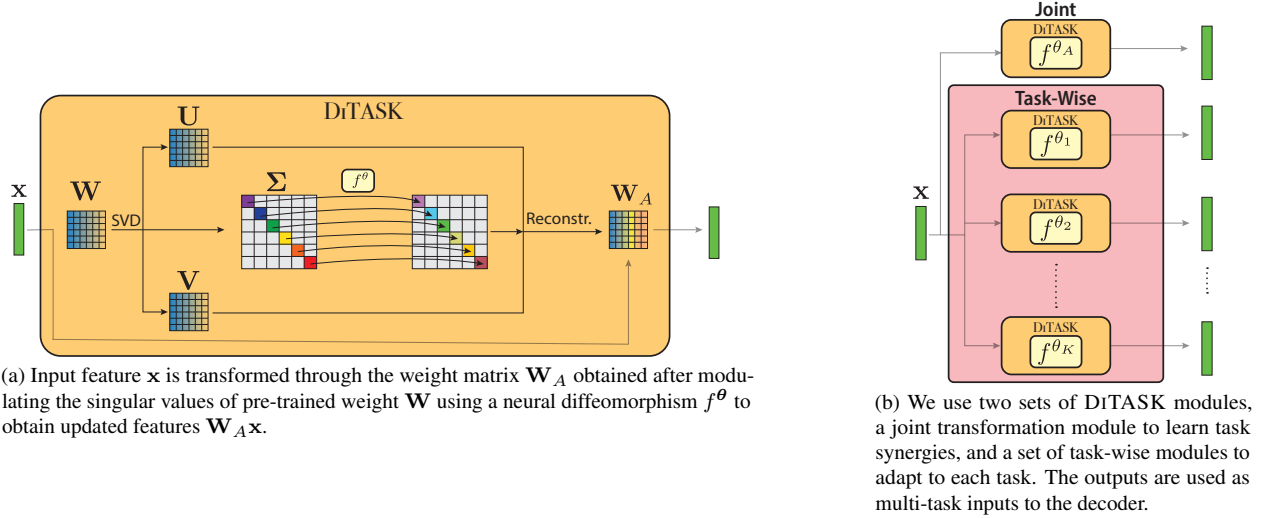 DiTASK
x
W
SVD
U
V
Σ
f^θ
Reconstr.
W_A
(a) Input feature x is transformed through the weight matrix W_A obtained after modu-
lating the singular values of pre-trained weight W using a neural diffeomorphism f^θ to
obtain updated features W_Ax.
Joint
DiTASK
f^{θ_A}
Task-Wise
x
DiTASK
f^{θ_1}
DiTASK
f^{θ_2}
DiTASK
f^{θ_K}
(b) We use two sets of DiTASK modules,
a joint transformation module to learn task
synergies, and a set of task-wise modules to
adapt to each task. The outputs are used as
multi-task inputs to the decoder.